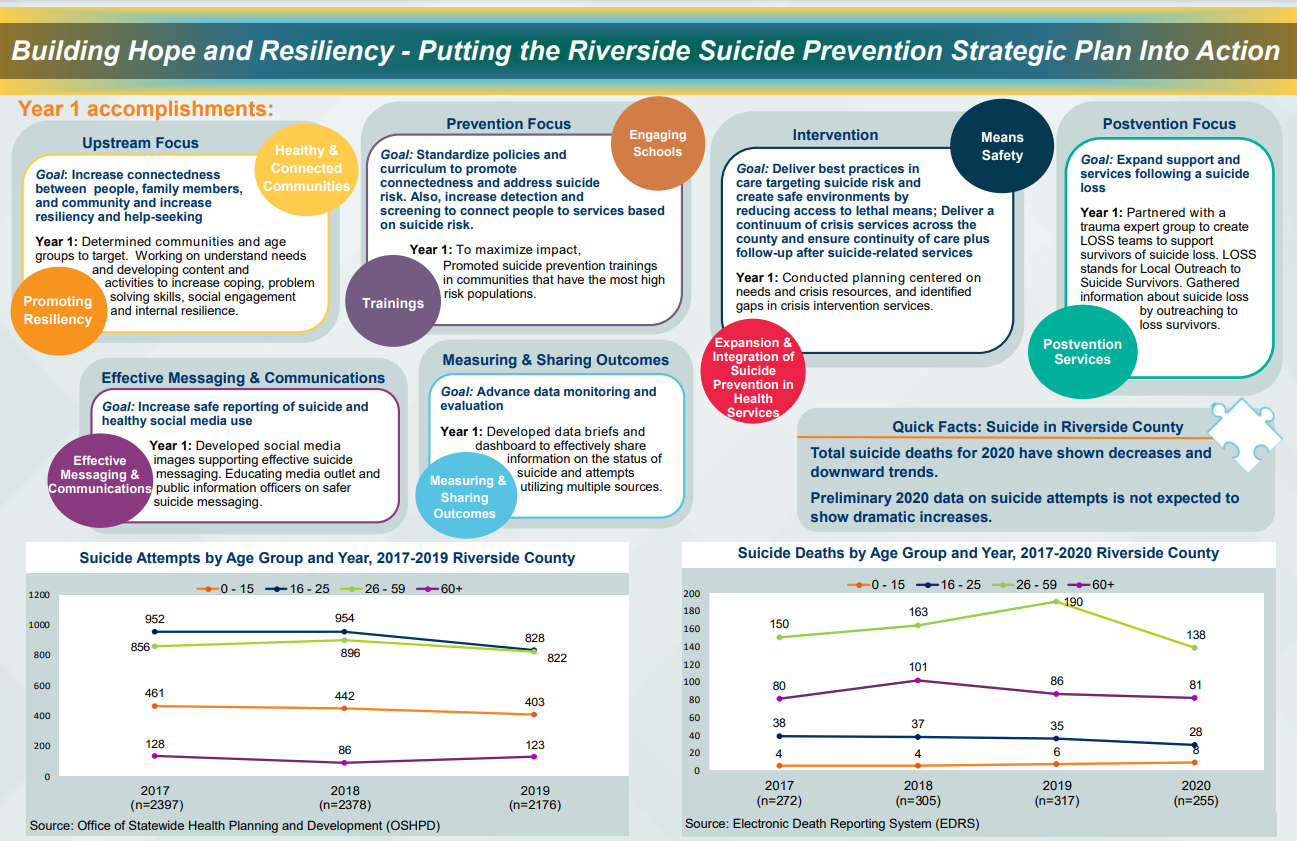 Building Hope and Resiliency - Putting the Riverside Suicide Prevention Strategic Plan Into Action
Year 1 accomplishments:
Upstream Focus
Healthy &
Connected
Communities
Goal: Increase connectedness
between people, family members,
and community and increase
resiliency and help-seeking
Year 1: Determined communities and age
groups to target. Working on understand needs
and developing content and
activities to increase coping, problem
solving skills, social engagement
and internal resilience.
Promoting
Resiliency
Prevention Focus
Engaging
Schools
Goal: Standardize policies and
curriculum to promote
connectedness and address suicide
risk. Also, increase detection and
screening to connect people to services based
on suicide risk.
Year 1: To maximize impact,
Promoted suicide prevention trainings
in communities that have the most high
risk populations.
Trainings
Intervention
Means
Safety
Goal: Deliver best practices in
care targeting suicide risk and
create safe environments by
reducing access to lethal means; Deliver a
continuum of crisis services across the
county and ensure continuity of care plus
follow-up after suicide-related services
Year 1: Conducted planning centered on
needs and crisis resources, and identified
gaps in crisis intervention services.
Expansion &
Integration of
Suicide
Prevention in
Health
Services
Postvention Focus
Goal: Expand support and
services following a suicide
loss
Year 1: Partnered with a
trauma expert group to create
LOSS teams to support
survivors of suicide loss. LOSS
stands for Local Outreach to
Suicide Survivors. Gathered
information about suicide loss
by outreaching to
loss survivors.
Postvention
Services
Effective Messaging & Communications
Goal: Increase safe reporting of suicide and
healthy social media use
Year 1: Developed social media
images supporting effective suicide
messaging. Educating media outlet and
public information officers on safer
suicide messaging.
Effective
Messaging &
Communications
Measuring & Sharing Outcomes
Goal: Advance data monitoring and
evaluation
Year 1: Developed data briefs and
dashboard to effectively share
information on the status of
suicide and attempts
utilizing multiple sources.
Measuring &
Sharing
Outcomes
Quick Facts: Suicide in Riverside County
Total suicide deaths for 2020 have shown decreases and
downward trends.
Preliminary 2020 data on suicide attempts is not expected to
show dramatic increases.
Suicide Attempts by Age Group and Year, 2017-2019 Riverside County
0 - 15 16 - 25 26 - 59 60+
1200
1000
800
600
400
200
0
952 954 828
856 896 822
461 442 403
128 86 123
2017 2018 2019
(n=2397) (n=2378) (n=2176)
Source: Office of Statewide Health Planning and Development (OSHPD)
Suicide Deaths by Age Group and Year, 2017-2020 Riverside County
0 - 15 16 - 25 26 - 59 60+
200
180
160
140
120
100
80
60
40
20
0
150 163 190 138
80 101 86 81
38 37 35 28
4 4 6 8
2017 2018 2019 2020
(n=272) (n=305) (n=317) (n=255)
Source: Electronic Death Reporting System (EDRS)